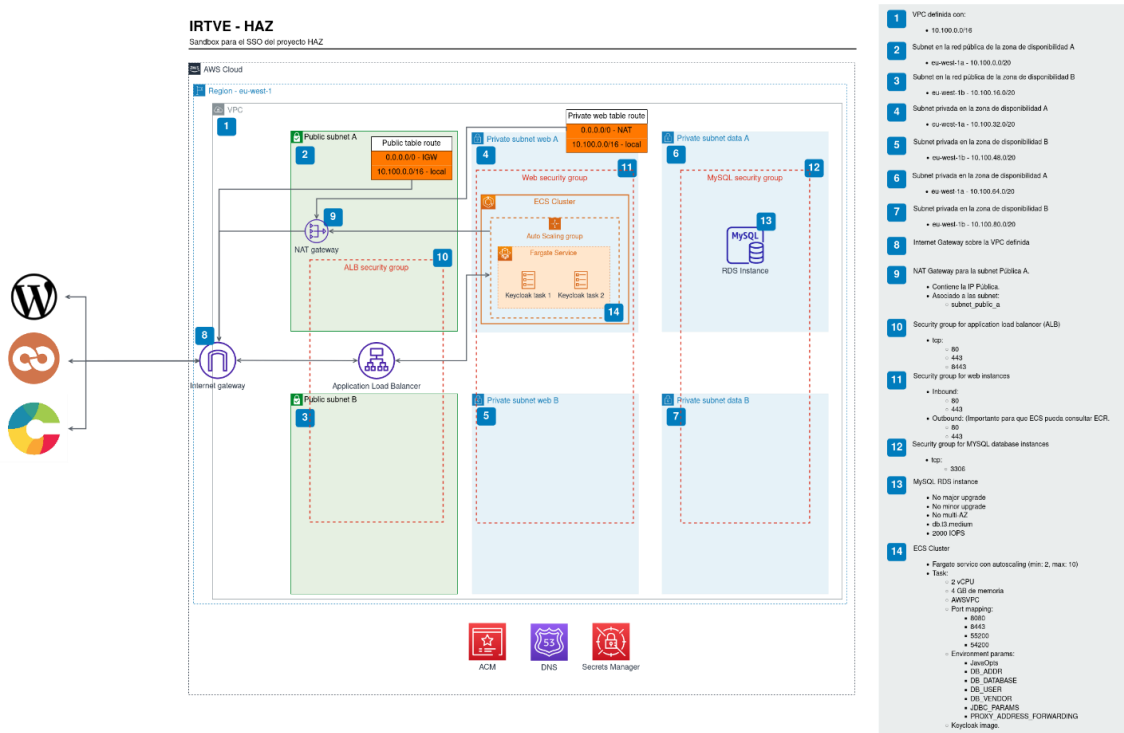 IRTVE - HAZ
Sandbox para el SSO del proyecto HAZ
AWS Cloud
Region - eu-west-1
VPC
1
Public subnet A
2
Public table route
0.0.0.0/0 - IGW
10.100.0.0/16 - local
Private web table route
0.0.0.0/0 - NAT
10.100.0.0/16 - local
Private subnet web A
4
Private subnet data A
6
11
12
Web security group
MySQL security group
ECS Cluster
Auto Scaling group
Fargate Service
Keycloak task 1
Keycloak task 2
14
13
MySQL
RDS Instance
9
NAT gateway
10
ALB security group
W
8
Internet gateway
Application Load Balancer
Public subnet B
3
Private subnet web B
5
Private subnet data B
7
ACM
53
DNS
Secrets Manager
1
VPC definida con:
• 10.100.0.0/16
2
Subnet en la red pública de la zona de disponibilidad A
• eu-west-1a - 10.100.0.0/20
3
Subnet en la red pública de la zona de disponibilidad B
• eu-west-1b - 10.100.16.0/20
4
Subnet privada en la zona de disponibilidad A
• eu-west-1a - 10.100.32.0/20
5
Subnet privada en la zona de disponibilidad B
• eu-west-1b - 10.100.48.0/20
6
Subnet privada en la zona de disponibilidad A
• eu-west-1a - 10.100.64.0/20
7
Subnet privada en la zona de disponibilidad B
• eu-west-1b - 10.100.80.0/20
8
Internet Gateway sobre la VPC definida
9
NAT Gateway para la subnet Pública A.
• Contiene la IP Pública.
• Asociado a las subnet:
○ subnet_public_a
10
Security group for application load balancer (ALB)
• tcp:
○ 80
○ 443
○ 8443
11
Security group for web instances
• Inbound:
○ 80
○ 443
• Outbound: (Importante para que ECS pueda consultar ECR.
○ 80
○ 443
12
Security group for MYSQL database instances
• tcp:
○ 3306
13
MySQL RDS instance
• No major upgrade
• No minor upgrade
• No multi-AZ
• db.t3.medium
• 2000 IOPS
14
ECS Cluster
• Fargate service con autoscaling (min: 2, max: 10)
• Task:
○ 2 vCPU
○ 4 GB de memoria
○ AWSVPC
○ Port mapping:
▪ 8080
▪ 8443
▪ 55200
▪ 54200
○ Environment params:
▪ JavaOpts
▪ DB_ADDR
▪ DB_DATABASE
▪ DB_USER
▪ DB_VENDOR
▪ JDBC_PARAMS
▪ PROXY_ADDRESS_FORWARDING
○ Keycloak image.